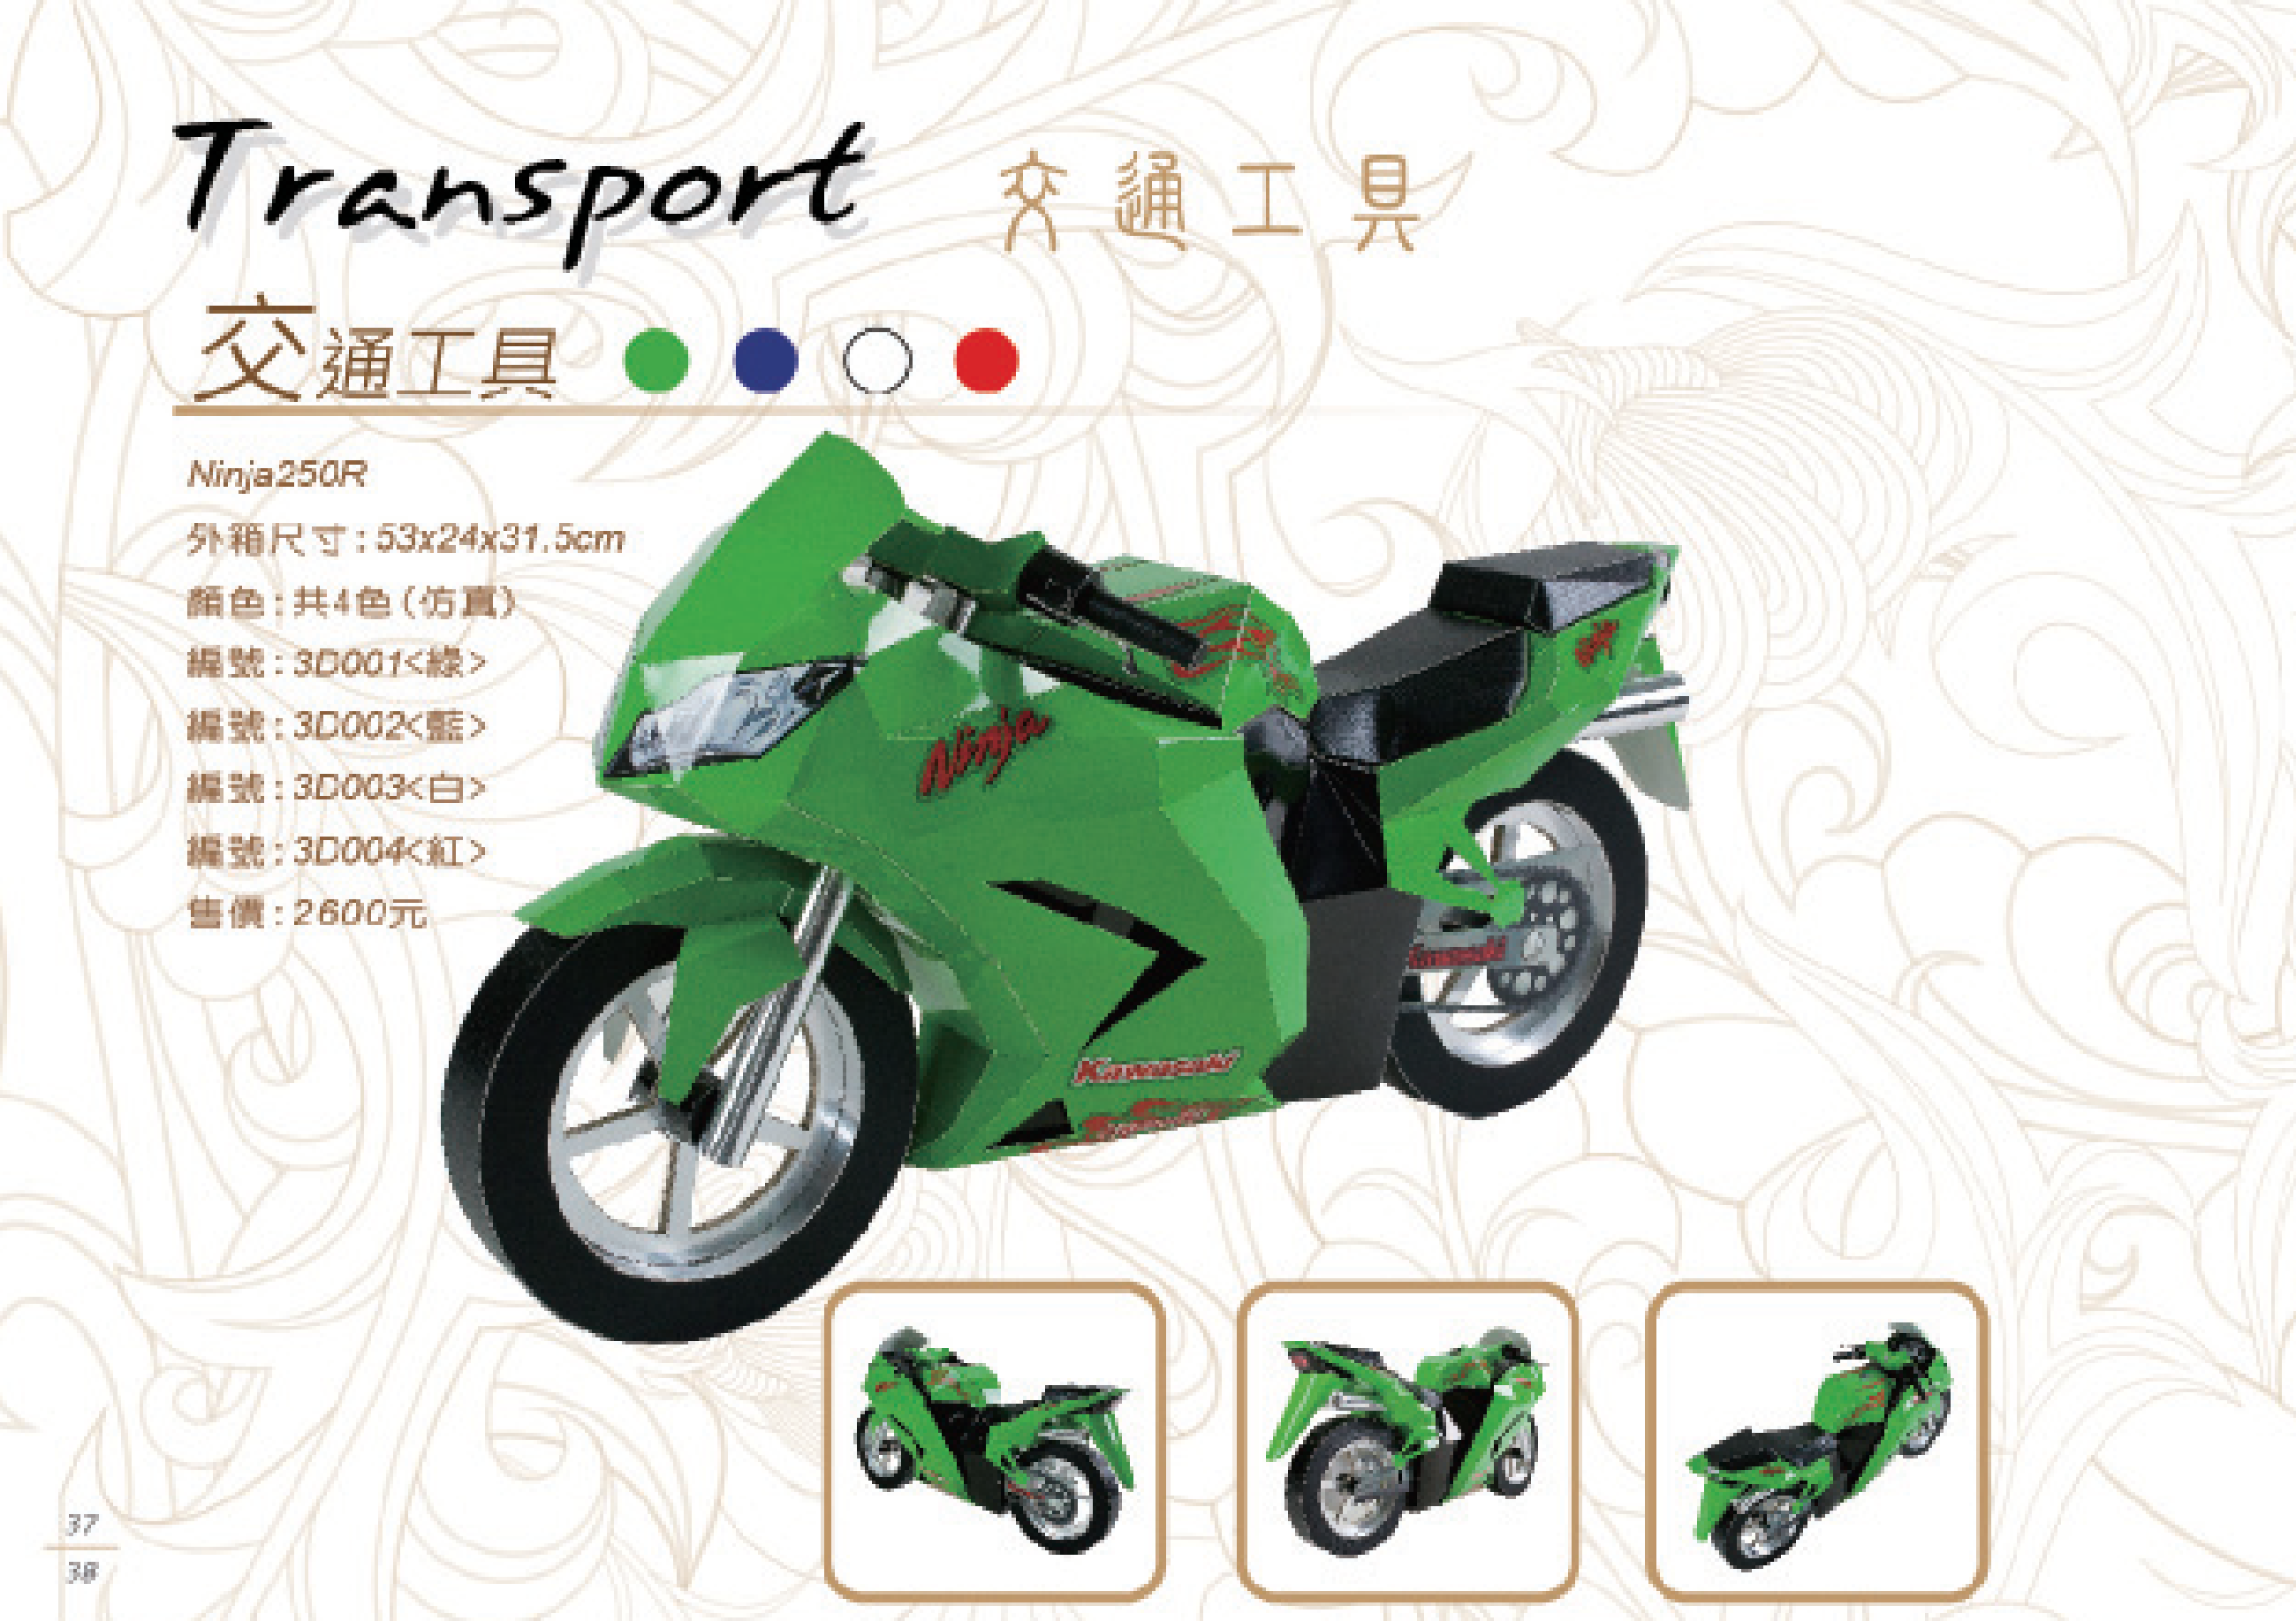 Transport 交通工具
交通工具
Ninja250R
外箱尺寸:53x24x31.5cm
顏色:共4色(仿真)
編號:3D001<綠>
編號:3D002<藍>
編號:3D003<白>
編號:3D004<紅>
售價:2600元
Ninja
Kawasaki
Kawasaki
37
38